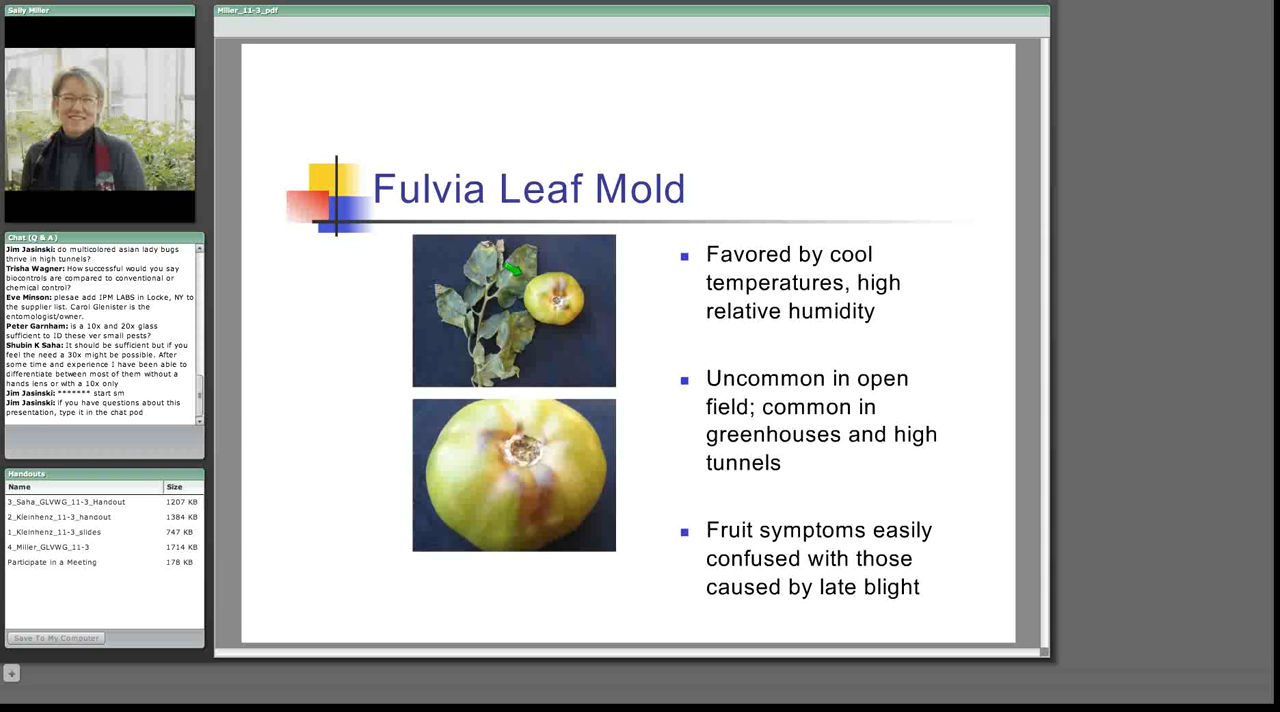 Sally Miller
Miller_11-3_pdf
Fulvia Leaf Mold
Favored by cool
temperatures, high
relative humidity
Uncommon in open
field; common in
greenhouses and high
tunnels
Fruit symptoms easily
confused with those
caused by late blight
Chat (Q & A)
Jim Jasinski: do multicolored asian lady bugs
thrive in high tunnels?
Trisha Wagner: How successful would you say
biocontrols are compared to conventional or
chemical control?
Eve Minson: plesae add IPM LABS in Locke, NY to
the supplier list. Carol Glenister is the
entomologist/owner.
Peter Garnham: is a 10x and 20x glass
sufficient to ID these ver small pests?
Shubin K Saha: It should be sufficient but if you
feel the need a 30x might be possible. After
some time and experience I have been able to
differentiate between most of them without a
hands lens or with a 10x only
Jim Jasinski: ******* start sm
Jim Jasinski: if you have questions about this
presentation, type it in the chat pod
Handouts
Name Size
3_Saha_GLVWG_11-3_Handout 1207 KB
2_Kleinhenz_11-3_handout 1384 KB
1_Kleinhenz_11-3_slides 747 KB
4_Miller_GLVWG_11-3 1714 KB
Participate in a Meeting 178 KB
Save To My Computer